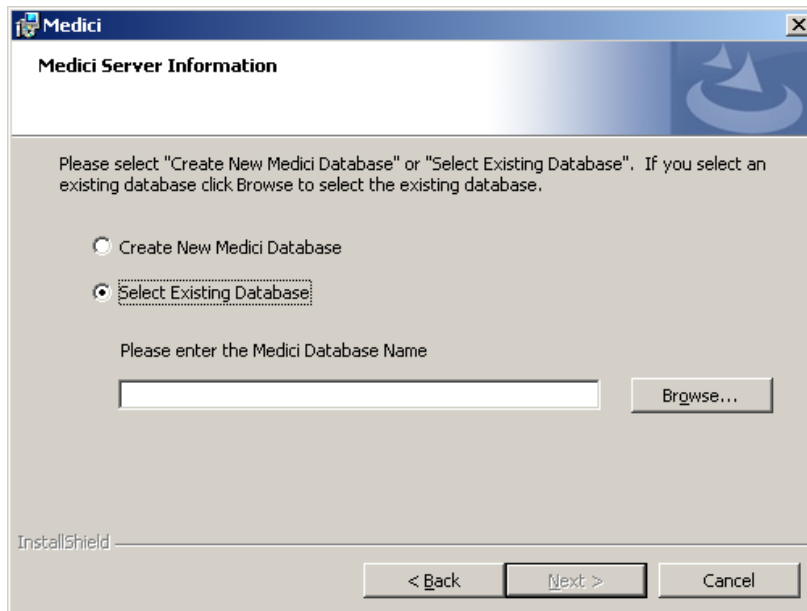 Medici
Medici Server Information
Please select "Create New Medici Database" or "Select Existing Database". If you select an
existing database click Browse to select the existing database.
Create New Medici Database
Select Existing Database
Please enter the Medici Database Name
Browse...
InstallShield
< Back
Next >
Cancel